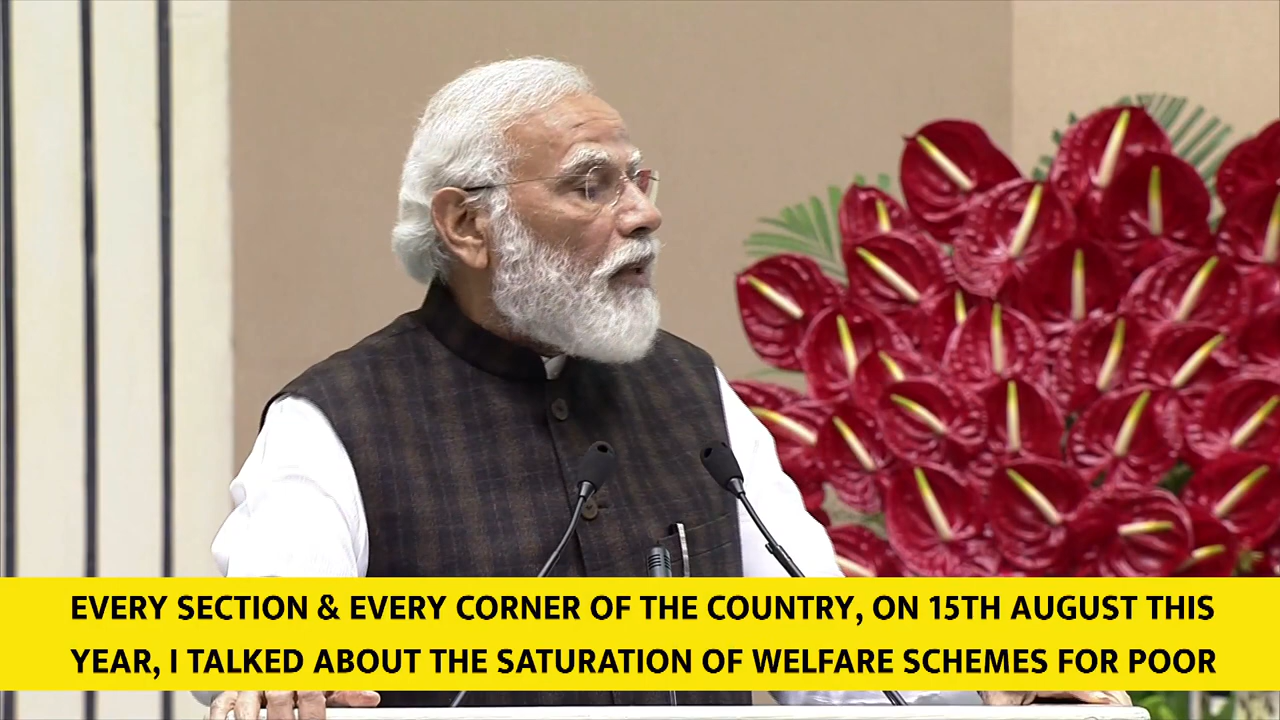 EVERY SECTION & EVERY CORNER OF THE COUNTRY, ON 15TH AUGUST THIS
YEAR, I TALKED ABOUT THE SATURATION OF WELFARE SCHEMES FOR POOR